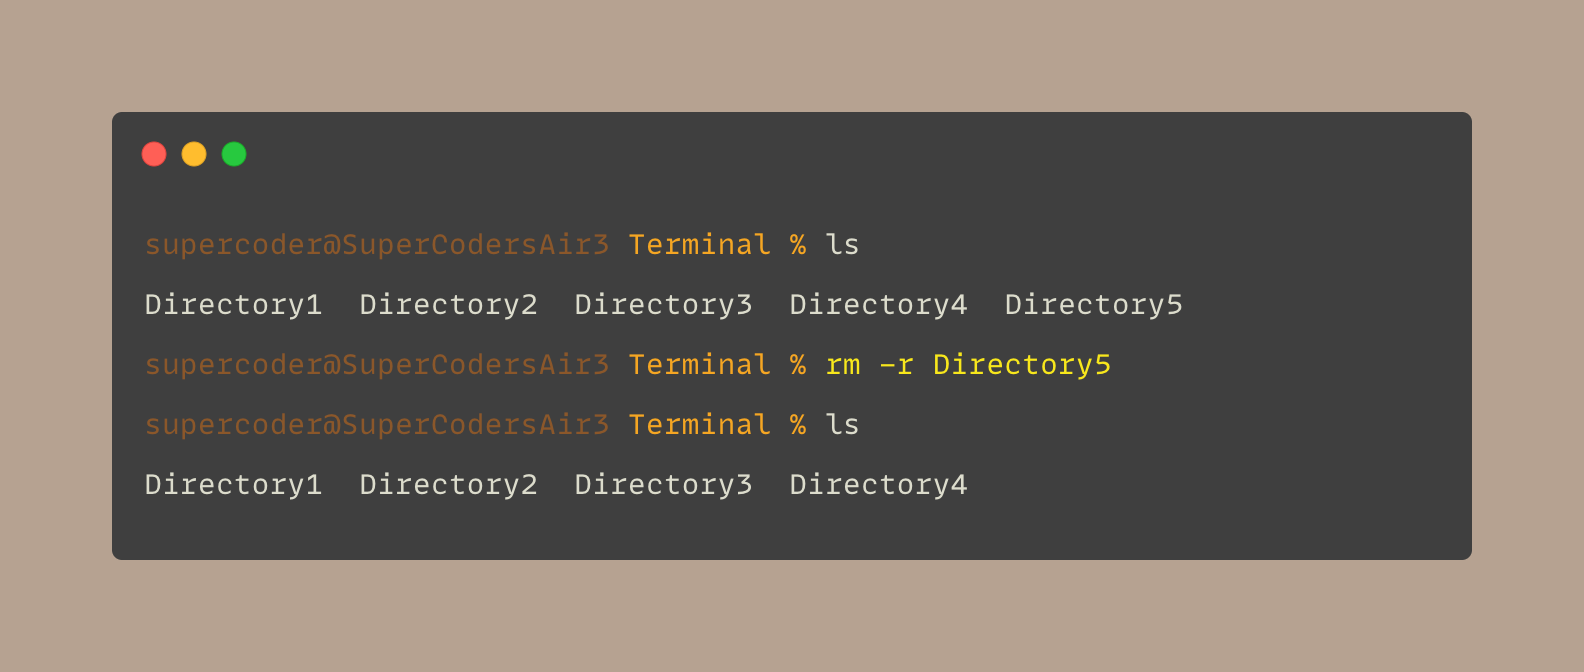 supercoder@SuperCodersAir3 Terminal % ls
Directory1  Directory2  Directory3  Directory4  Directory5
supercoder@SuperCodersAir3 Terminal % rm -r Directory5
supercoder@SuperCodersAir3 Terminal % ls
Directory1  Directory2  Directory3  Directory4